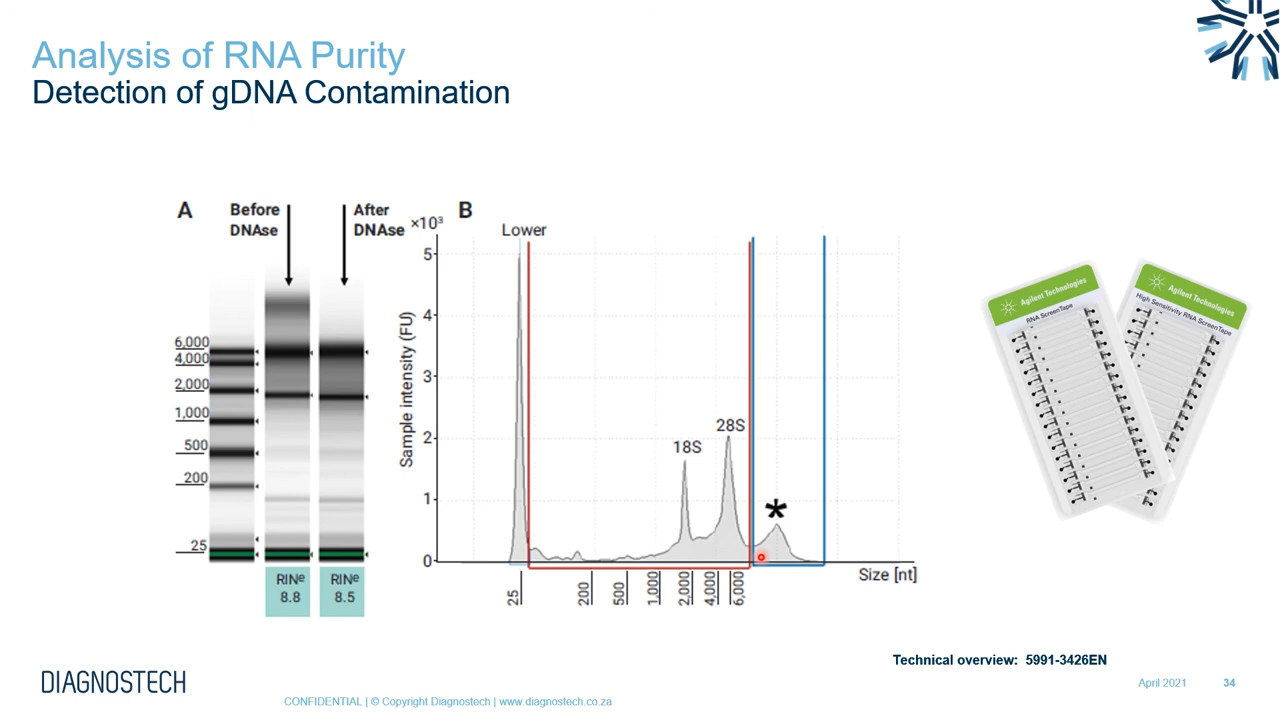 Analysis of RNA Purity
Detection of gDNA Contamination
A
Before
DNAse
After
DNAse
6,000
4,000
2,000
1,000
500
200
25
RINe
8.8
RINe
8.5
B
×10³
Lower
Sample intensity (FU)
5
4
3
2
1
0
18S
28S
*
25
200
500
1,000
2,000
4,000
6,000
Size [nt]
Agilent Technologies
RNA ScreenTape
Agilent Technologies
High Sensitivity RNA ScreenTape
Technical overview: 5991-3426EN
DIAGNOSTECH
CONFIDENTIAL | © Copyright Diagnostech | www.diagnostech.co.za
April 2021
34